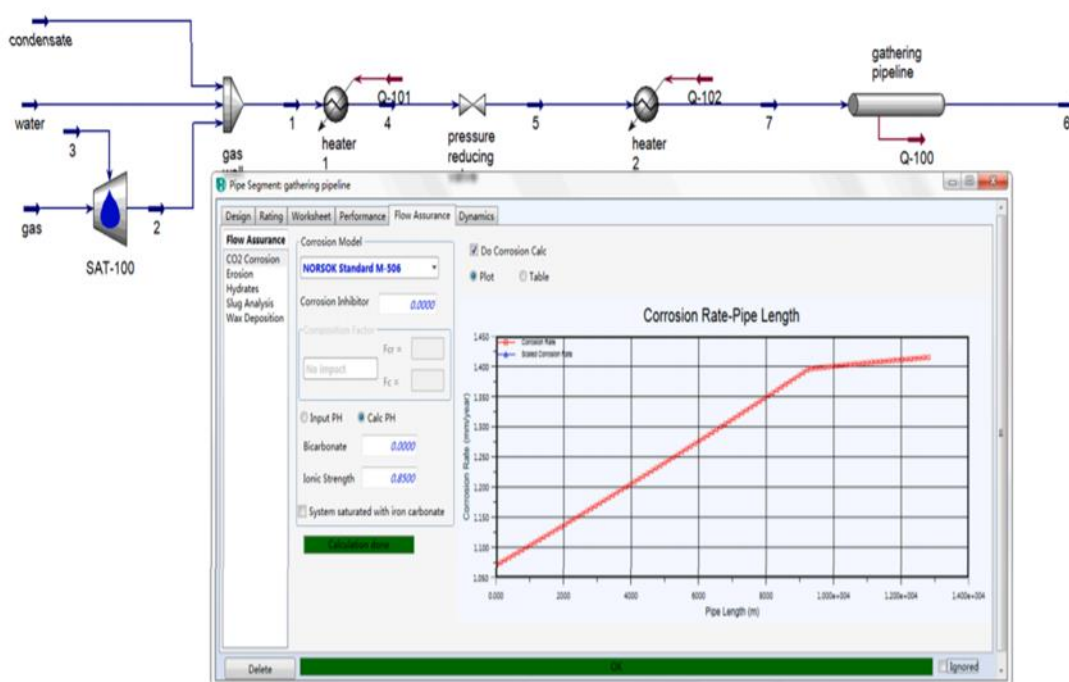 condensate
water
3
gas
SAT-100
2
gas
1
Q-101
heater
1
4
pressure
reducing
5
Q-102
heater
2
7
gathering
pipeline
Q-100
6
Pipe Segment: gathering pipeline
Design Rating Worksheet Performance Flow Assurance Dynamics
Flow Assurance
CO2 Corrosion
Erosion
Hydrates
Slug Analysis
Wax Deposition
Corrosion Model
NORSOK Standard M-506
Corrosion Inhibitor 0.0000
Composition Factor
Fcr =
No Impact
Fc =
Input PH Calc PH
Bicarbonate 0.0000
Ionic Strength 0.8500
System saturated with iron carbonate
Calculation done
Do Corrosion Calc
Plot Table
Corrosion Rate-Pipe Length
Corrosion Rate
Scaled Corrosion Rate
Corrosion Rate (mm/year)
1.450
1.400
1.350
1.300
1.250
1.200
1.150
1.100
1.050
0.000 2000 4000 6000 8000 1.000e+004 1.200e+004 1.400e+004
Pipe Length (m)
Delete
OK
Ignored